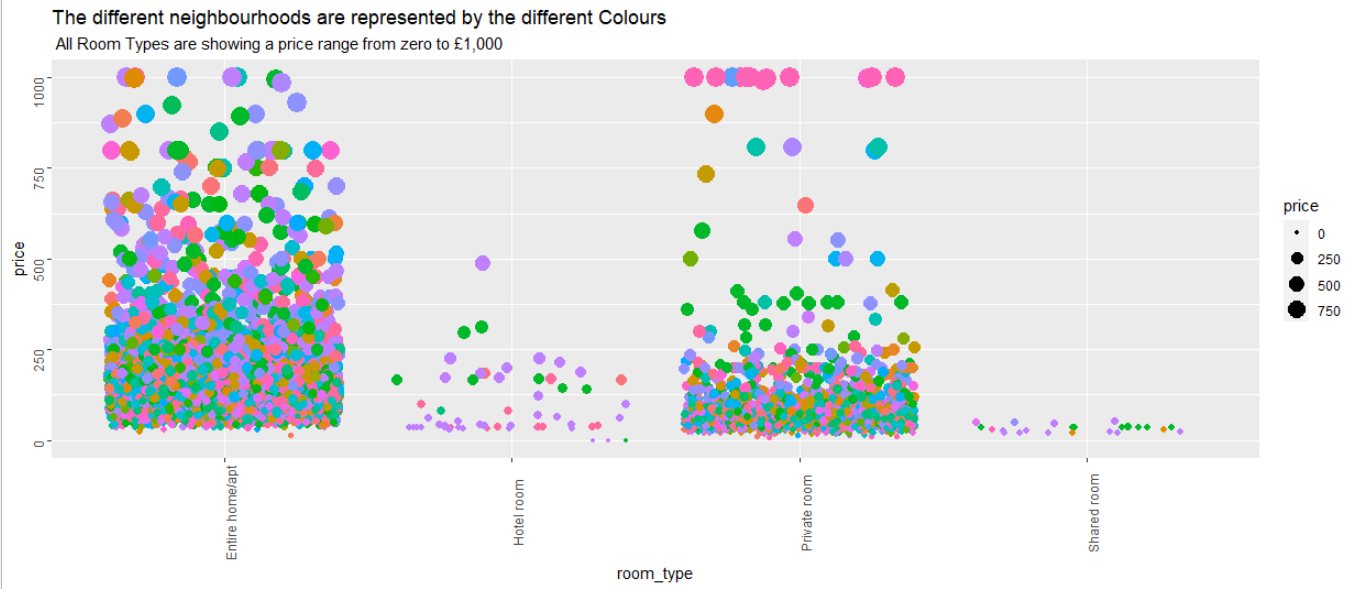 The different neighbourhoods are represented by the different Colours
All Room Types are showing a price range from zero to £1,000
1000
750
500
250
0
price
Entire home/apt
Hotel room
Private room
Shared room
room_type
price
0
250
500
750